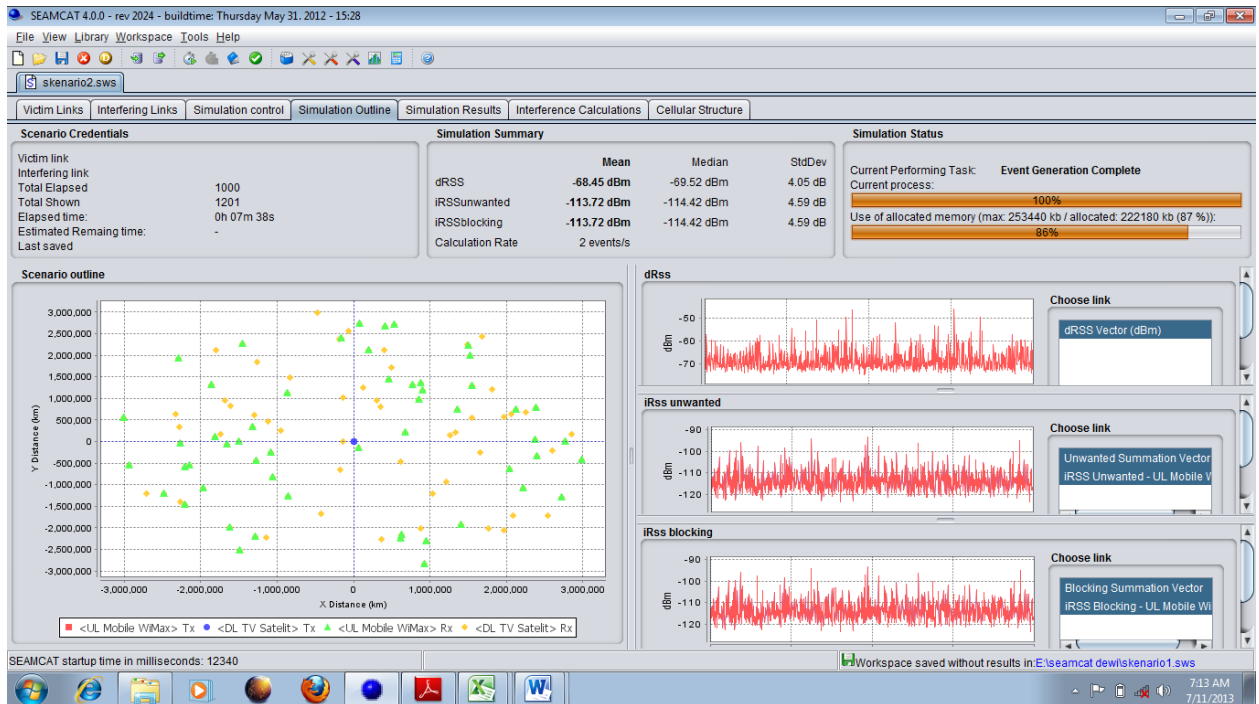 SEAMCAT 4.0.0 - rev 2024 - buildtime: Thursday May 31. 2012 - 15:28
File View Library Workspace Tools Help
skenario2.sws
Victim Links Interfering Links Simulation control Simulation Outline Simulation Results Interference Calculations Cellular Structure
Scenario Credentials
Victim link
Interfering link
Total Elapsed 1000
Total Shown 1201
Elapsed time: 0h 07m 38s
Estimated Remaing time: -
Last saved
Simulation Summary
Mean Median StdDev
dRSS -68.45 dBm -69.52 dBm 4.05 dB
iRSSunwanted -113.72 dBm -114.42 dBm 4.59 dB
iRSSblocking -113.72 dBm -114.42 dBm 4.59 dB
Calculation Rate 2 events/s
Simulation Status
Current Performing Task: Event Generation Complete
Current process:
100%
Use of allocated memory (max: 253440 kb / allocated: 222180 kb (87 %)):
86%
Scenario outline
Y Distance (km)
3,000,000
2,500,000
2,000,000
1,500,000
1,000,000
500,000
0
-500,000
-1,000,000
-1,500,000
-2,000,000
-2,500,000
-3,000,000
-3,000,000 -2,000,000 -1,000,000 0 1,000,000 2,000,000 3,000,000
X Distance (km)
<UL Mobile WiMax> Tx <DL TV Satelit> Tx <UL Mobile WiMax> Rx <DL TV Satelit> Rx
dRss
dBm
-50
-60
-70
Choose link
dRSS Vector (dBm)
iRss unwanted
dBm
-90
-100
-110
-120
Choose link
Unwanted Summation Vector
iRSS Unwanted - UL Mobile W
iRss blocking
dBm
-90
-100
-110
-120
Choose link
Blocking Summation Vector
iRSS Blocking - UL Mobile Wi
SEAMCAT startup time in milliseconds: 12340
Workspace saved without results in:E:\seamcat dewi\skenario1.sws
7:13 AM
7/11/2013